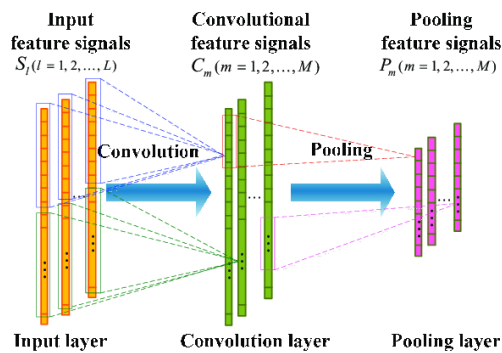 Input
feature signals
S_l (l = 1, 2, ..., L)
Convolutional
feature signals
C_m (m = 1, 2, ..., M)
Pooling
feature signals
P_m (m = 1, 2, ..., M)
Convolution
Pooling
...
...
...
Input layer
Convolution layer
Pooling layer